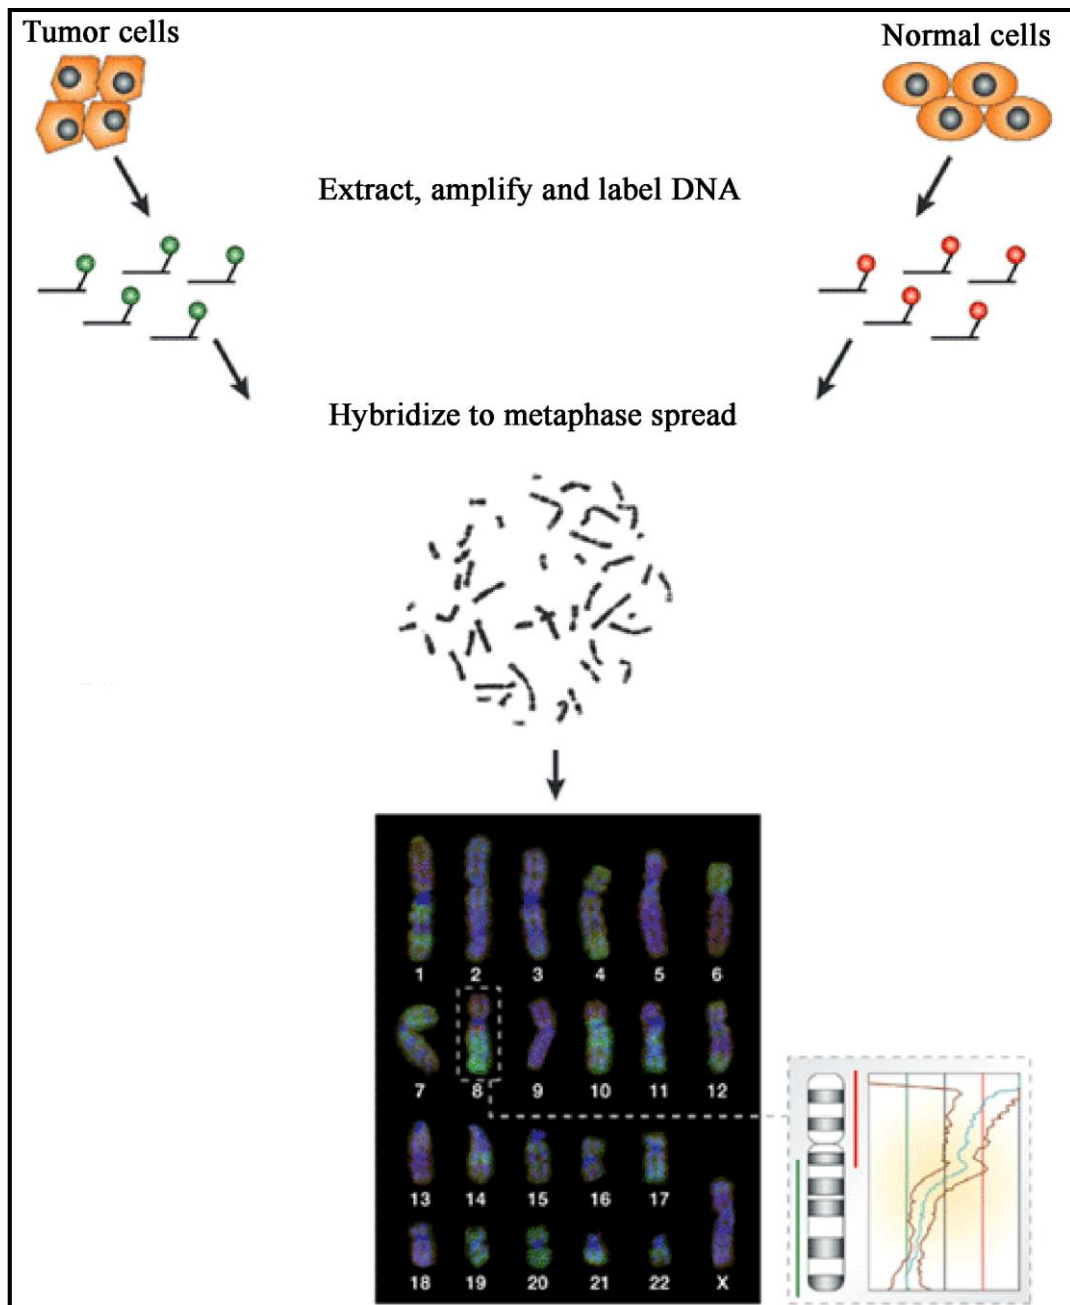 Tumor cells
Normal cells
Extract, amplify and label DNA
Hybridize to metaphase spread
1 2 3 4 5 6
7 8 9 10 11 12
13 14 15 16 17
18 19 20 21 22 X